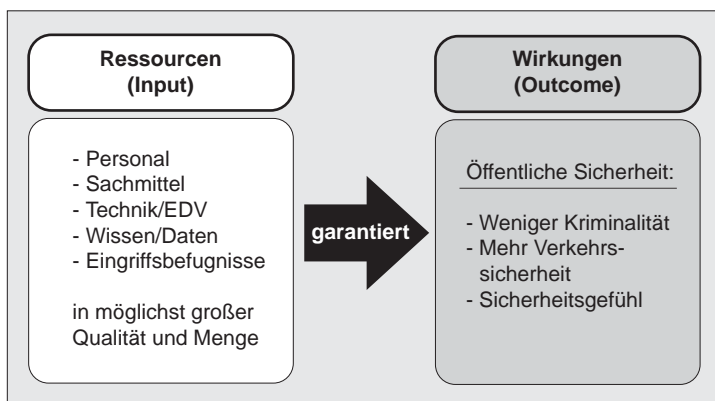 Ressourcen
(Input)
- Personal
- Sachmittel
- Technik/EDV
- Wissen/Daten
- Eingriffsbefugnisse
in möglichst großer
Qualität und Menge
garantiert
Wirkungen
(Outcome)
Öffentliche Sicherheit:
- Weniger Kriminalität
- Mehr Verkehrs-
sicherheit
- Sicherheitsgefühl